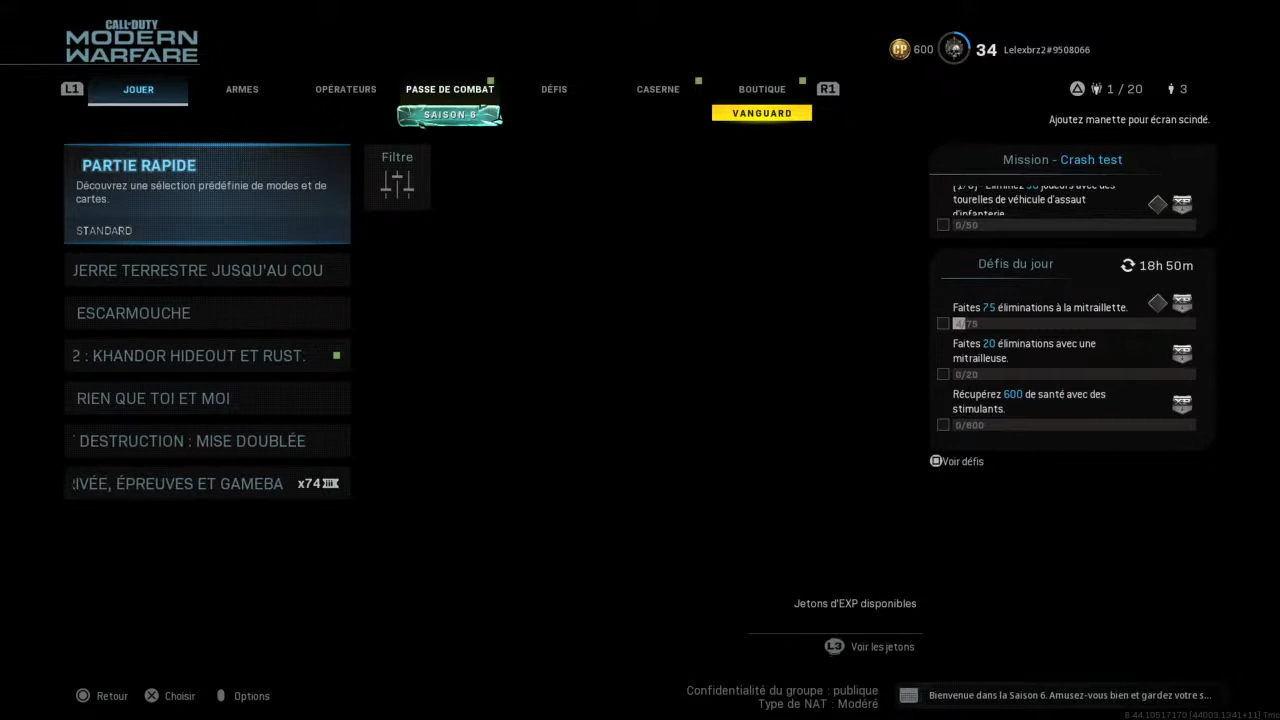 CALL OF DUTY
MODERN
WARFARE
CP 600
34 Lelexbrz2#9508066
L1 JOUER ARMES OPÉRATEURS PASSE DE COMBAT DÉFIS CASERNE BOUTIQUE R1
SAISON 6
VANGUARD
1 / 20 3
Ajoutez manette pour écran scindé.
PARTIE RAPIDE
Découvrez une sélection prédéfinie de modes et de
cartes.
STANDARD
Filtre
JERRE TERRESTRE JUSQU'AU COU
ESCARMOUCHE
2 : KHANDOR HIDEOUT ET RUST.
RIEN QUE TOI ET MOI
DESTRUCTION : MISE DOUBLÉE
IVÉE, ÉPREUVES ET GAMEBA x74
Mission - Crash test
[1/8] - Éliminez 50 joueurs avec des
tourelles de véhicule d'assaut
d'infanterie.
0/50
Défis du jour 18h 50m
Faites 75 éliminations à la mitraillette.
4/75
Faites 20 éliminations avec une
mitrailleuse.
0/20
Récupérez 600 de santé avec des
stimulants.
0/600
Voir défis
Jetons d'EXP disponibles
L3 Voir les jetons
Retour Choisir Options
Confidentialité du groupe : publique
Type de NAT : Modéré
Bienvenue dans la Saison 6. Amusez-vous bien et gardez votre s...